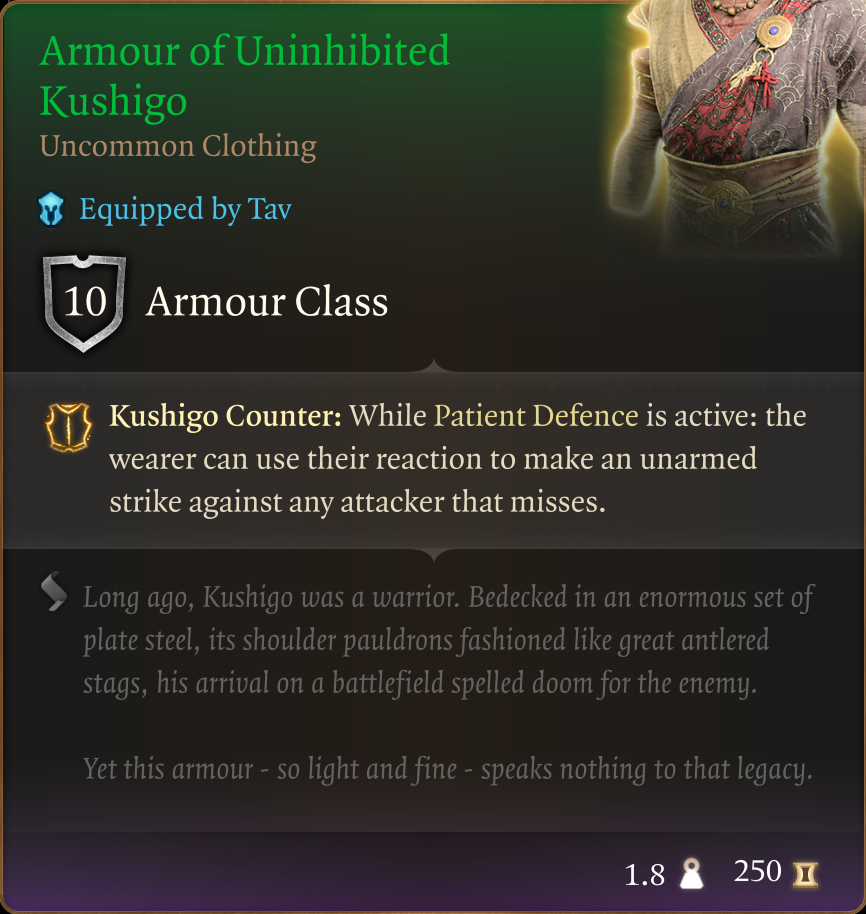 Armour of Uninhibited
Kushigo
Uncommon Clothing
Equipped by Tav
10 Armour Class
Kushigo Counter: While Patient Defence is active: the
wearer can use their reaction to make an unarmed
strike against any attacker that misses.
Long ago, Kushigo was a warrior. Bedecked in an enormous set of
plate steel, its shoulder pauldrons fashioned like great antlered
stags, his arrival on a battlefield spelled doom for the enemy.
Yet this armour - so light and fine - speaks nothing to that legacy.
1.8 250